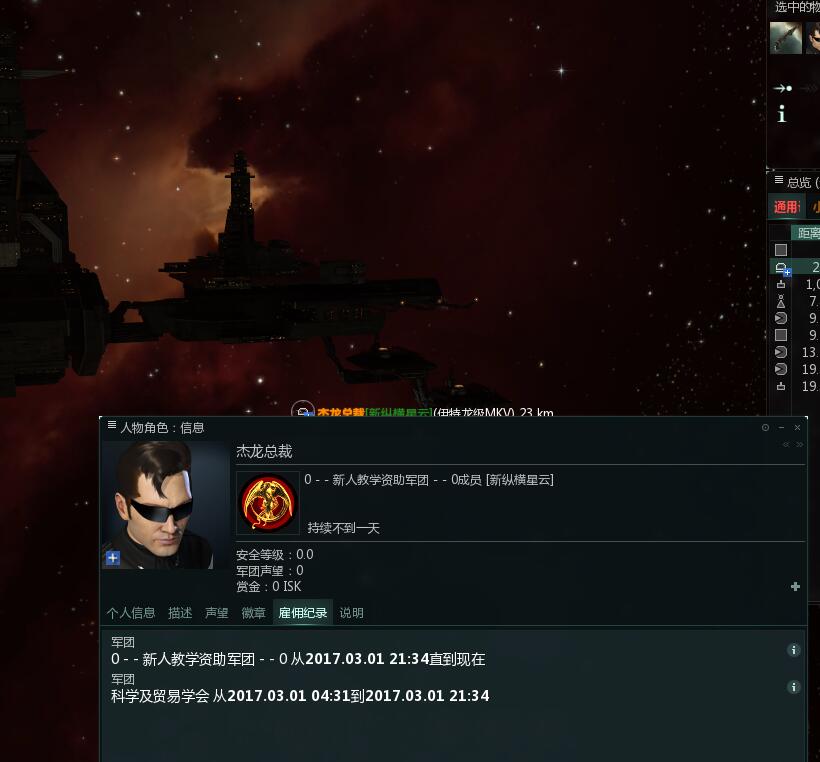 选中的物
总览 (
通用
距离
2
1,0
7.
9.
9.
13.
19.
19.
杰龙总裁[新纵横星云](伊特龙级MKV) 23 km
人物角色：信息
杰龙总裁
0 - - 新人教学资助军团 - - 0成员 [新纵横星云]
持续不到一天
安全等级：0.0
军团声望：0
赏金：0 ISK
个人信息 描述 声望 徽章 雇佣纪录 说明
军团
0 - - 新人教学资助军团 - - 0 从2017.03.01 21:34直到现在
军团
科学及贸易学会 从2017.03.01 04:31到2017.03.01 21:34